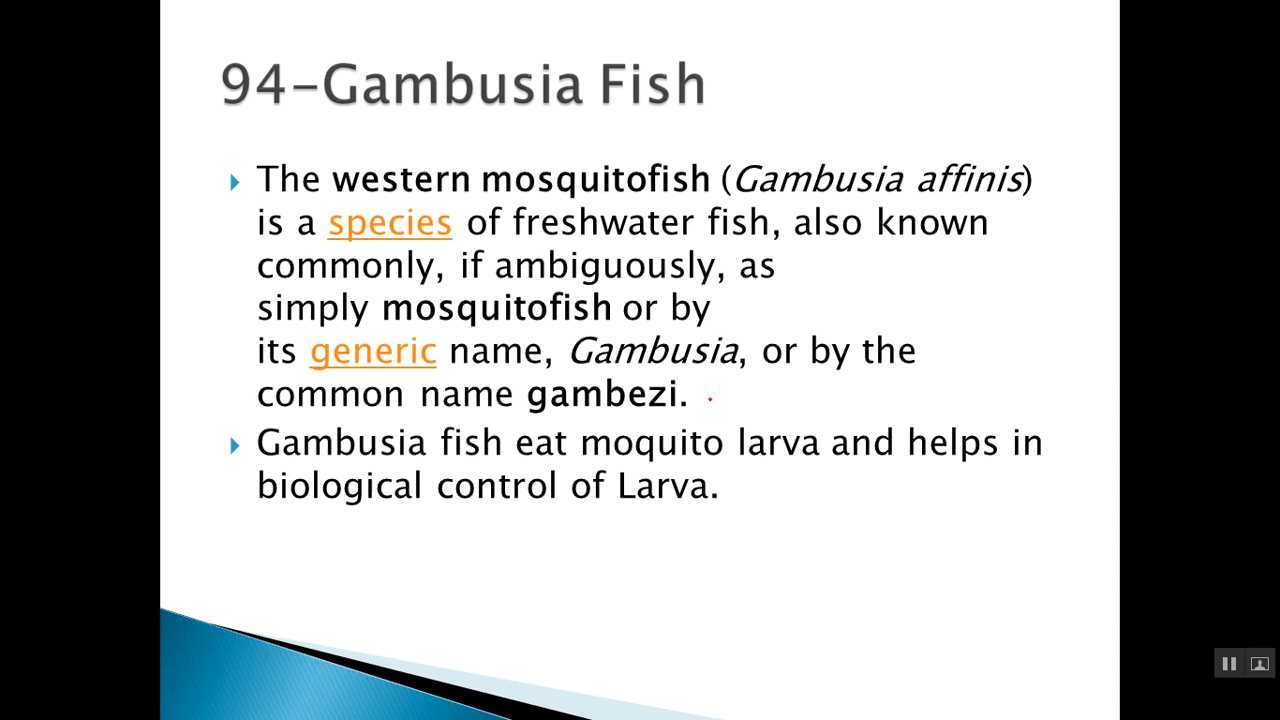 94-Gambusia Fish
The western mosquitofish (Gambusia affinis)
is a species of freshwater fish, also known
commonly, if ambiguously, as
simply mosquitofish or by
its generic name, Gambusia, or by the
common name gambezi.
Gambusia fish eat moquito larva and helps in
biological control of Larva.